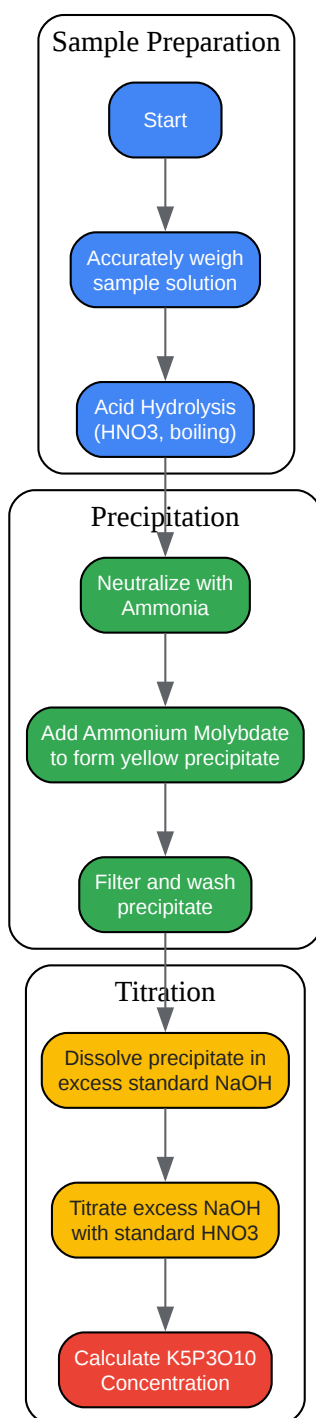 Sample Preparation
Start
Accurately weigh
sample solution
Acid Hydrolysis
(HNO3, boiling)
Precipitation
Neutralize with
Ammonia
Add Ammonium Molybdate
to form yellow precipitate
Filter and wash
precipitate
Titration
Dissolve precipitate in
excess standard NaOH
Titrate excess NaOH
with standard HNO3
Calculate K5P3O10
Concentration